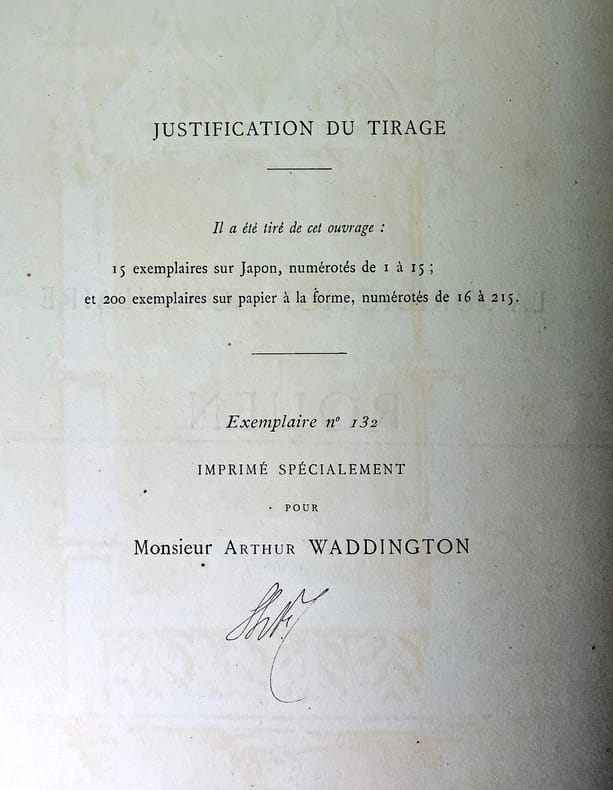 JUSTIFICATION DU TIRAGE
Il a été tiré de cet ouvrage :
15 exemplaires sur Japon, numérotés de 1 à 15 ;
et 200 exemplaires sur papier à la forme, numérotés de 16 à 215.
Exemplaire nº 132
IMPRIMÉ SPÉCIALEMENT
POUR
Monsieur ARTHUR WADDINGTON